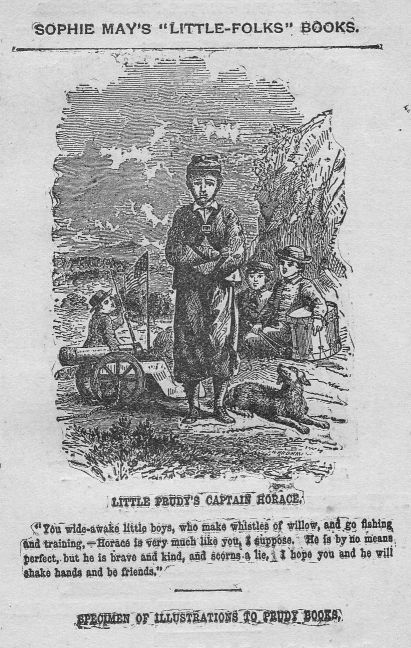 SOPHIE MAY'S "LITTLE-FOLKS" BOOKS.
LITTLE PRUDY'S CAPTAIN HORACE.
"You wide-awake little boys, who make whistles of willow, and go fishing
and training,—Horace is very much like you, I suppose. He is by no means
perfect, but he is brave and kind, and scorns a lie. I hope you and he will
shake hands and be friends."
SPECIMEN OF ILLUSTRATIONS TO PRUDY BOOKS.